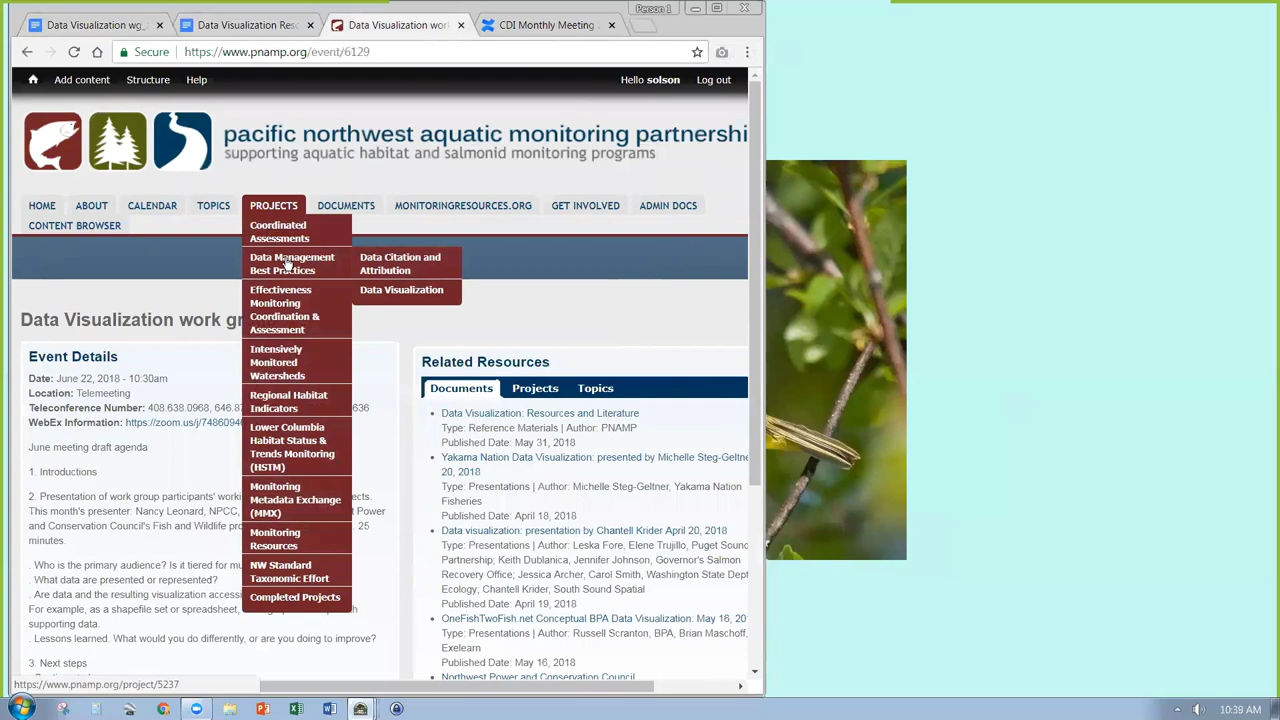 Person 1
Data Visualization wg_
Data Visualization Res
Data Visualization wor
CDI Monthly Meeting
Secure
https://www.pnamp.org/event/6129
Add content
Structure
Help
Hello solson
Log out
pacific northwest aquatic monitoring partnershi
supporting aquatic habitat and salmonid monitoring programs
HOME
ABOUT
CALENDAR
TOPICS
PROJECTS
DOCUMENTS
MONITORINGRESOURCES.ORG
GET INVOLVED
ADMIN DOCS
CONTENT BROWSER
Coordinated
Assessments
Data Management
Best Practices
Effectiveness
Monitoring
Coordination &
Assessment
Intensively
Monitored
Watersheds
Regional Habitat
Indicators
Lower Columbia
Habitat Status &
Trends Monitoring
(HSTM)
Monitoring
Metadata Exchange
(MMX)
Monitoring
Resources
NW Standard
Taxonomic Effort
Completed Projects
Data Citation and
Attribution
Data Visualization
Data Visualization work g
Event Details
Date: June 22, 2018 - 10:30am
Location: Telemeeting
Teleconference Number: 408.638.0968, 646.87
636
WebEx Information: https://zoom.us/j/7486094
June meeting draft agenda
1. Introductions
2. Presentation of work group participants' worki
ects.
This month's presenter: Nancy Leonard, NPCC,
t Power
and Conservation Council's Fish and Wildlife pro
25
minutes.
. Who is the primary audience? Is it tiered for mu
. What data are presented or represented?
. Are data and the resulting visualization accessi
For example, as a shapefile set or spreadsheet,
h
supporting data.
. Lessons learned. What would you do differently, or are you doing to improve?
3. Next steps
Related Resources
Documents
Projects
Topics
Data Visualization: Resources and Literature
Type: Reference Materials | Author: PNAMP
Published Date: May 31, 2018
Yakama Nation Data Visualization: presented by Michelle Steg-Geltne
20, 2018
Type: Presentations | Author: Michelle Steg-Geltner, Yakama Nation
Fisheries
Published Date: April 18, 2018
Data visualization: presentation by Chantell Krider April 20, 2018
Type: Presentations | Author: Leska Fore, Elene Trujillo, Puget Sound
Partnership; Keith Dublanica, Jennifer Johnson, Governor's Salmon
Recovery Office; Jessica Archer, Carol Smith, Washington State Dept
Ecology; Chantell Krider, South Sound Spatial
Published Date: April 19, 2018
OneFishTwoFish.net Conceptual BPA Data Visualization: May 16, 20
Type: Presentations | Author: Russell Scranton, BPA, Brian Maschoff,
Exelearn
Published Date: May 16, 2018
Northwest Power and Conservation Council
https://www.pnamp.org/project/5237
10:39 AM